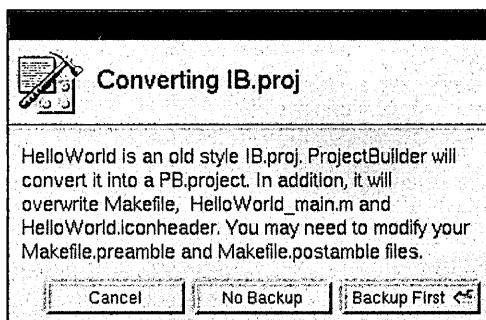 Converting IB.proj
HelloWorld is an old style IB.proj. ProjectBuilder will
convert it into a PB.project. In addition, it will
overwrite Makefile, HelloWorld_main.m and
HelloWorld.iconheader. You may need to modify your
Makefile.preamble and Makefile.postamble files.
Cancel No Backup Backup First